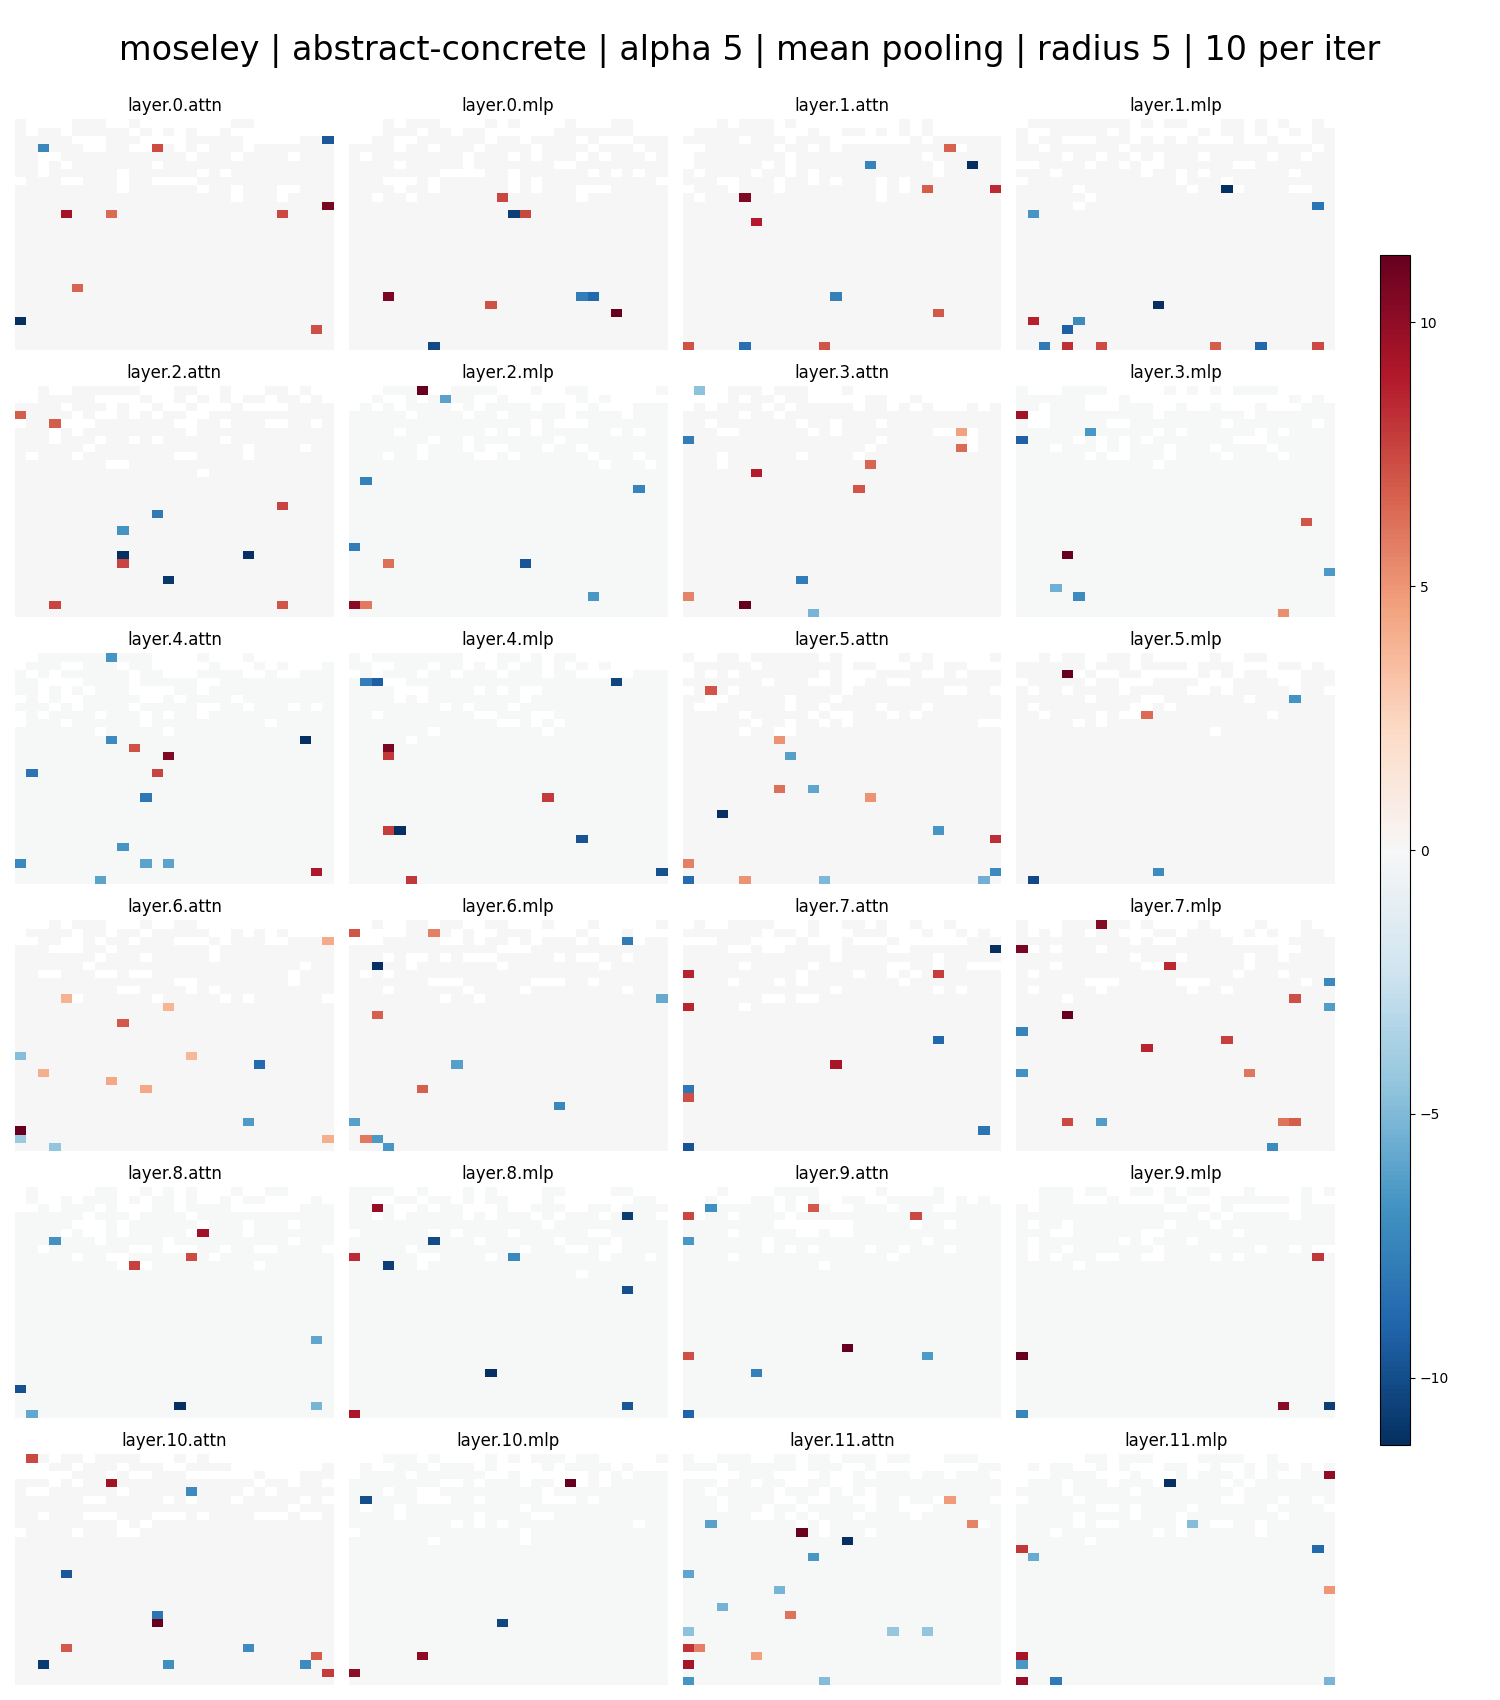 moseley | abstract-concrete | alpha 5 | mean pooling | radius 5 | 10 per iter
layer.0.attn
layer.0.mlp
layer.1.attn
layer.1.mlp
layer.2.attn
layer.2.mlp
layer.3.attn
layer.3.mlp
layer.4.attn
layer.4.mlp
layer.5.attn
layer.5.mlp
layer.6.attn
layer.6.mlp
layer.7.attn
layer.7.mlp
layer.8.attn
layer.8.mlp
layer.9.attn
layer.9.mlp
layer.10.attn
layer.10.mlp
layer.11.attn
layer.11.mlp
10
5
0
−5
−10